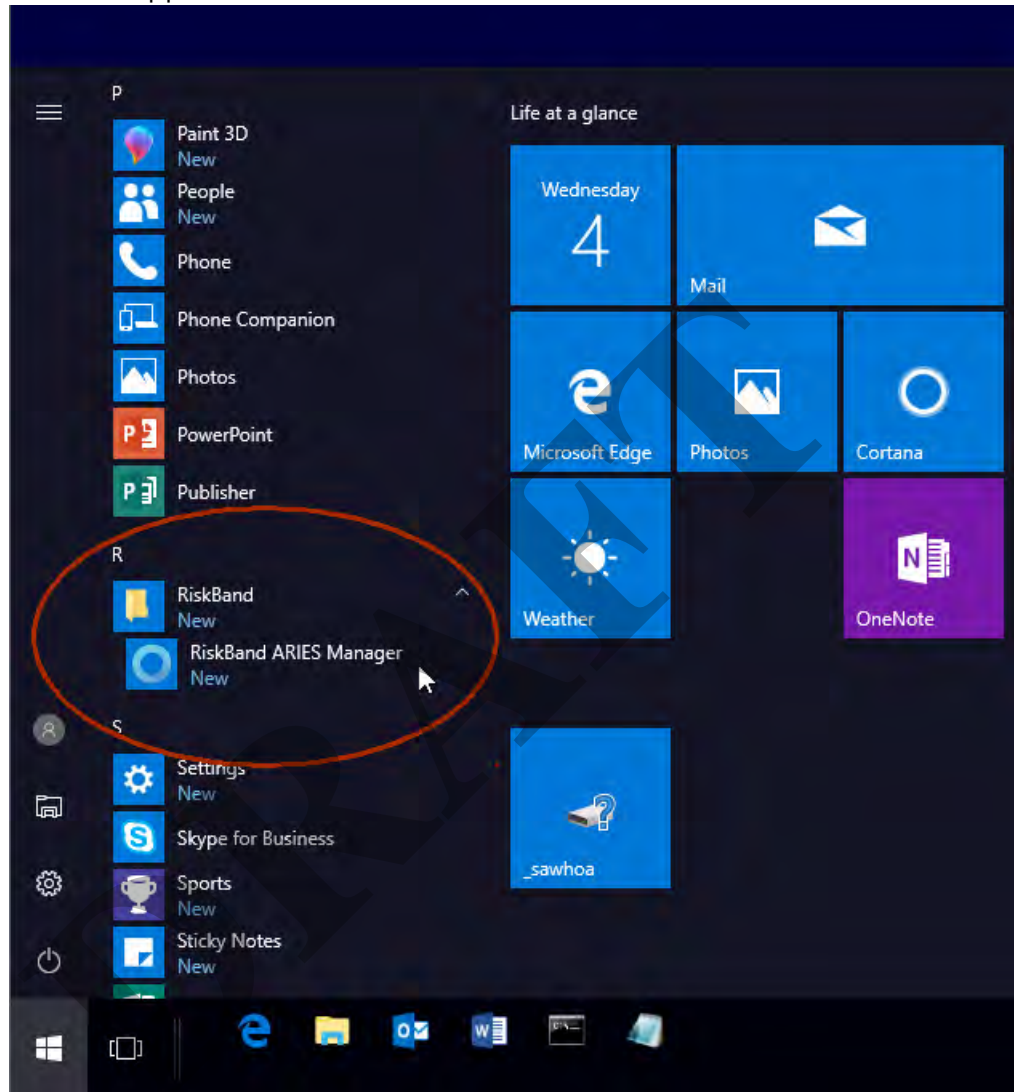 P
Paint 3D
New
People
New
Phone
Phone Companion
Photos
PowerPoint
Publisher
R
RiskBand
New
RiskBand ARIES Manager
New
S
Settings
New
Skype for Business
Sports
New
Sticky Notes
New
Life at a glance
Wednesday
4
Mail
Microsoft Edge
Photos
Cortana
Weather
OneNote
_sawhoa
DRAFT